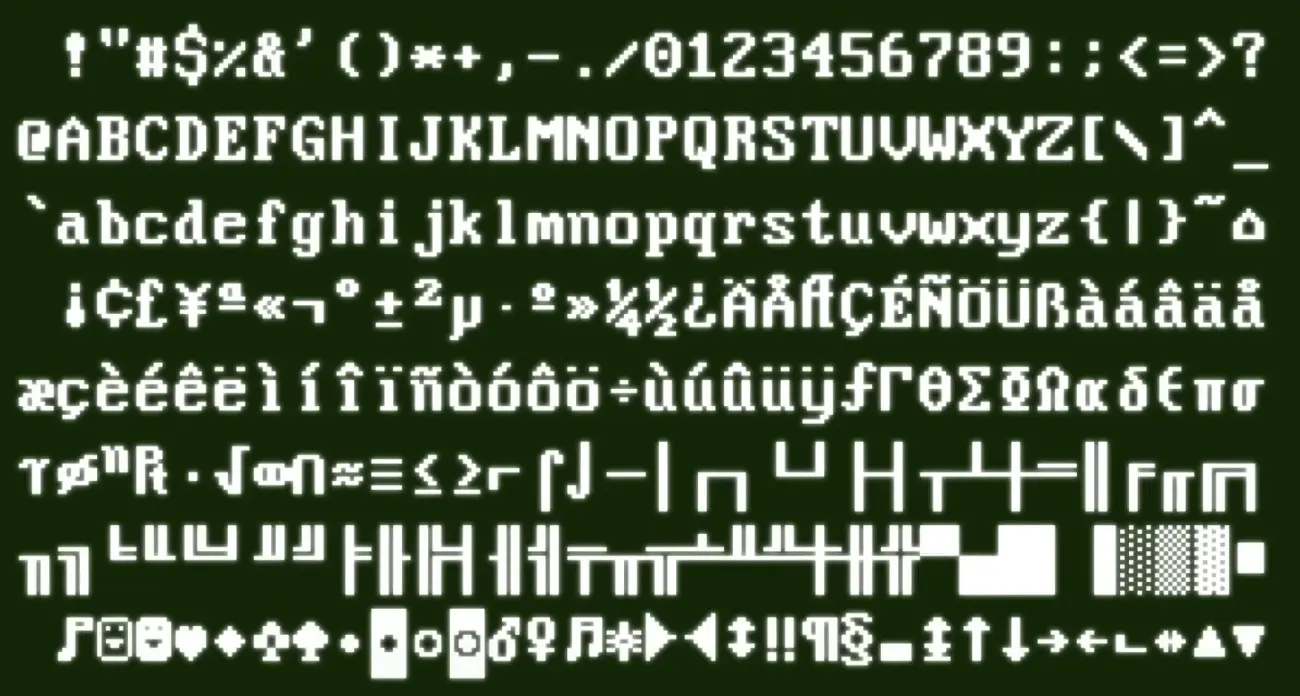 !"#$%&'()*+,-./0123456789:;<=>?
@ABCDEFGHIJKLMNOPQRSTUVWXYZ[\]^_
`abcdefghijklmnopqrstuvwxyz{|}~⌂
¡¢£¥ª«¬°±²µ·º»¼½¿ÄÅÆÇÉÑÖÜßàáâäå
æçèéêëìíîïñòóôö÷ùúûüÿƒΓΘΣΦΩαδεπσ
τφⁿ₧∙√∞∩≈≡≤≥⌐⌠⌡─│┌┐└┘├┤┬┴┼═║╒╓╔╕
╖╗╘╙╚╛╜╝╞╟╠╡╢╣╤╥╦╧╨╩╪╫╬▀▄█▌▐░▒▓■
♪☺☻♥♦♣♠•◘○◙♂♀♫☼►◄↕‼¶§▬↨↑↓→←∟↔▲▼